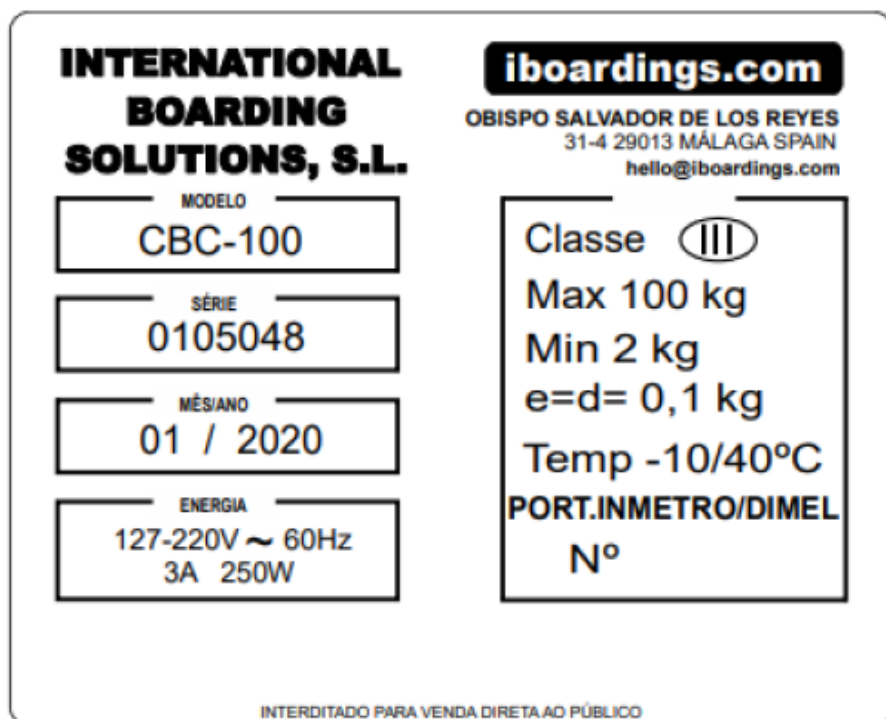 INTERNATIONAL
BOARDING
SOLUTIONS, S.L.
iboardings.com
OBISPO SALVADOR DE LOS REYES
31-4 29013 MÁLAGA SPAIN
hello@iboardings.com
MODELO
CBC-100
SÉRIE
0105048
MÊS/ANO
01 / 2020
ENERGIA
127-220V ~ 60Hz
3A 250W
Classe III
Max 100 kg
Min 2 kg
e=d= 0,1 kg
Temp -10/40ºC
PORT.INMETRO/DIMEL
Nº
INTERDITADO PARA VENDA DIRETA AO PÚBLICO